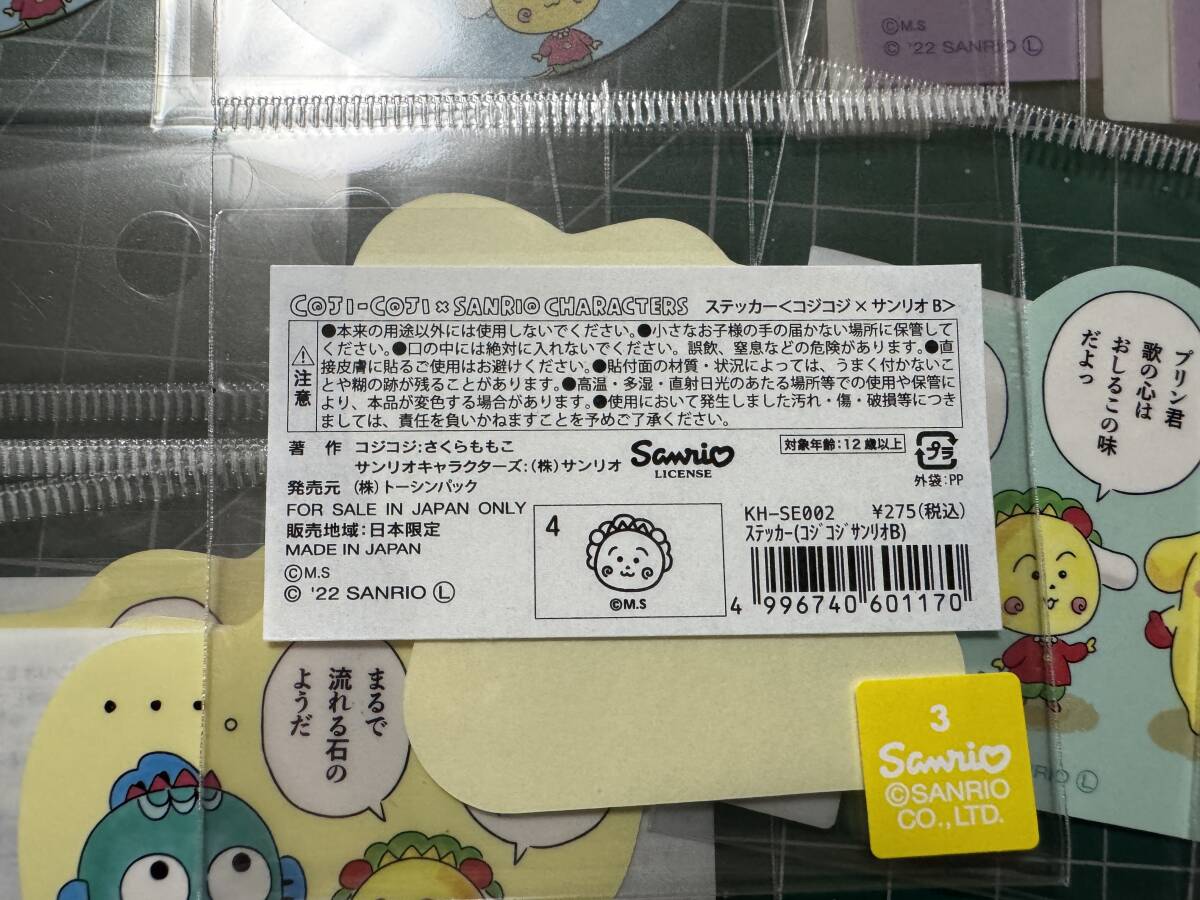 ©M.S
© '22 SANRIO Ⓛ
COJI-COJI × SANRIO CHARACTERS ステッカー<コジコジ × サンリオ B>
⚠注意
●本来の用途以外には使用しないでください。●小さなお子様の手の届かない場所に保管して
ください。●口の中には絶対に入れないでください。誤飲、窒息などの危険があります。●直
接皮膚に貼るご使用はお避けください。●貼付面の材質・状況によっては、うまく付かないこ
とや糊の跡が残ることがあります。●高温・多湿・直射日光のあたる場所等での使用や保管に
より、本品が変色する場合があります。●使用において発生しました汚れ・傷・破損等につき
ましては、責任を負いかねますことを予めご了承ください。
著 作 コジコジ:さくらももこ
サンリオキャラクターズ:(株)サンリオ
Sanrio
LICENSE
対象年齢:12歳以上
プラ
外袋:PP
発売元 (株)トーシンパック
FOR SALE IN JAPAN ONLY
販売地域:日本限定
MADE IN JAPAN
©M.S
© '22 SANRIO Ⓛ
4
©M.S
KH-SE002 ¥275(税込)
ステッカー(コジコジサンリオB)
4 996740 601170
プリン君
歌の心は
おしるこの味
だよっ
まるで
流れる石の
ようだ
3
Sanrio
©SANRIO
CO.,LTD.
RIO Ⓛ